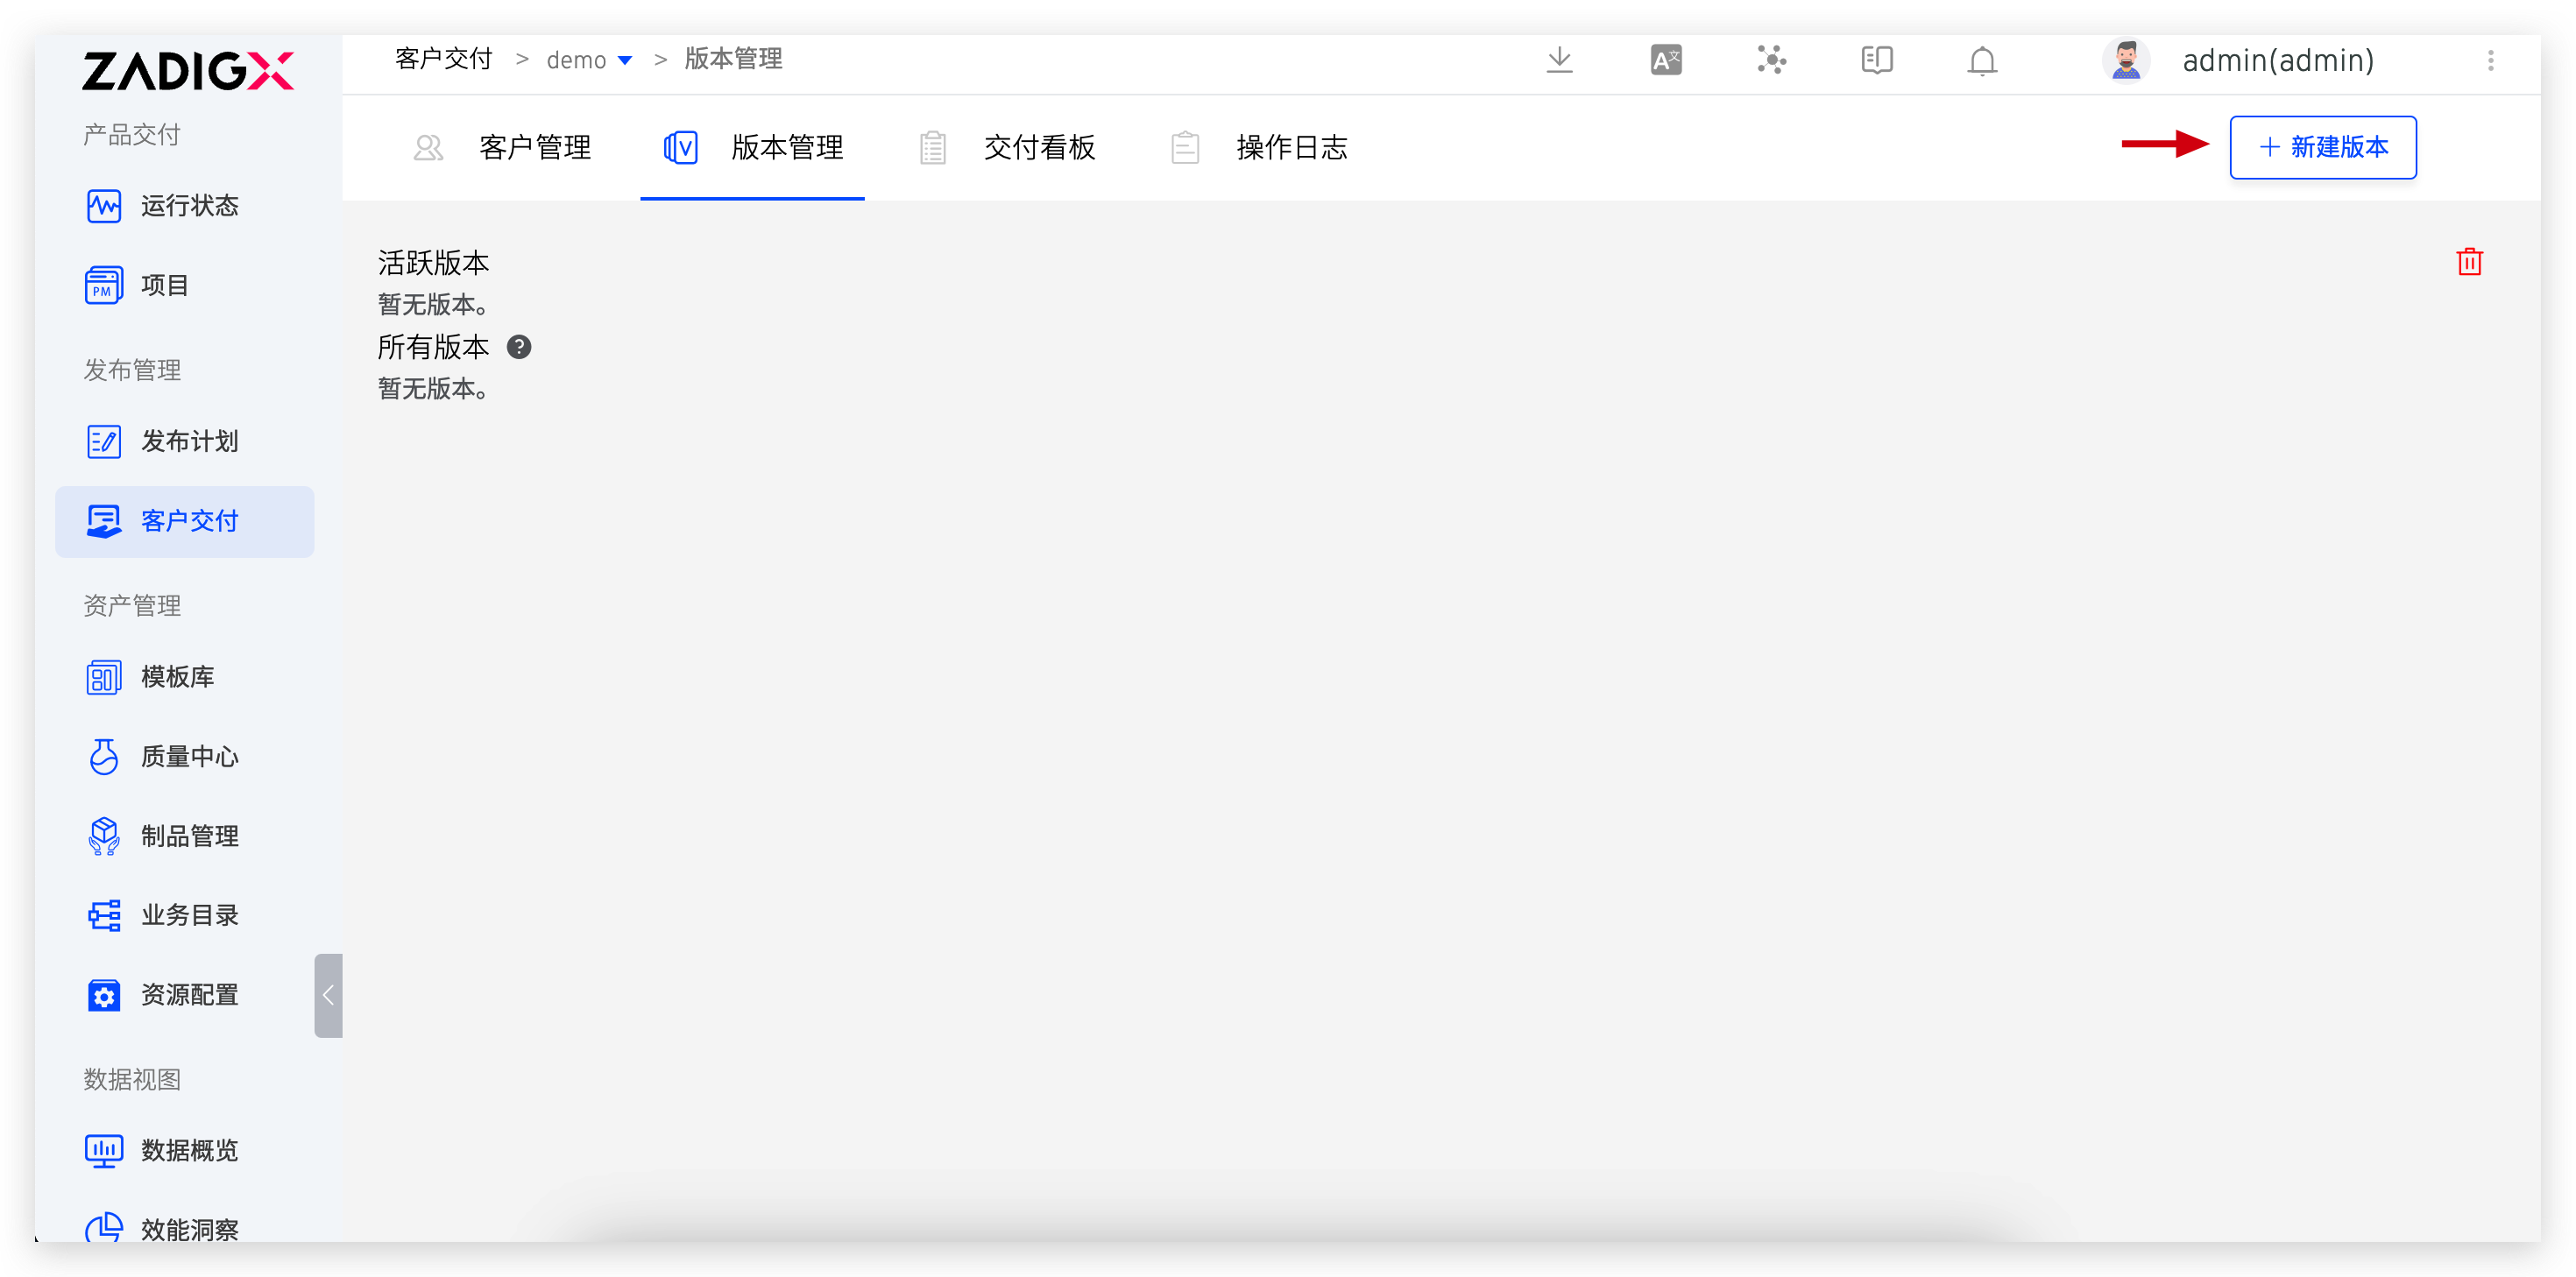 ZADIGX
产品交付
运行状态
PM
项目
发布管理
发布计划
客户交付
资产管理
模板库
质量中心
制品管理
业务目录
资源配置
数据视图
数据概览
效能洞察
客户交付 > demo > 版本管理
A文
admin(admin)
客户管理
V
版本管理
交付看板
操作日志
+ 新建版本
活跃版本
暂无版本。
所有版本 ?
暂无版本。